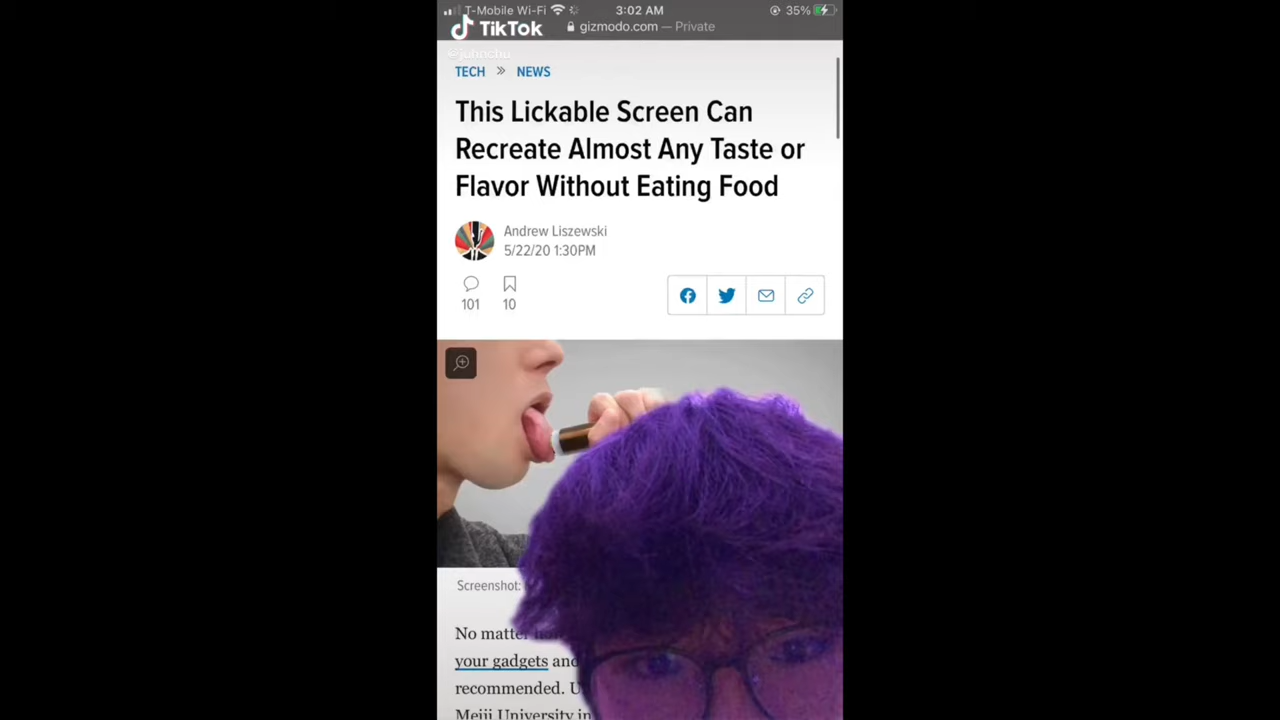 T-Mobile Wi-Fi 3:02 AM 35%
TikTok gizmodo.com — Private
@juhnchu
TECH » NEWS
This Lickable Screen Can
Recreate Almost Any Taste or
Flavor Without Eating Food
Andrew Liszewski
5/22/20 1:30PM
101 10
Screenshot:
No matter
your gadgets and
recommended. U
Meiji University in